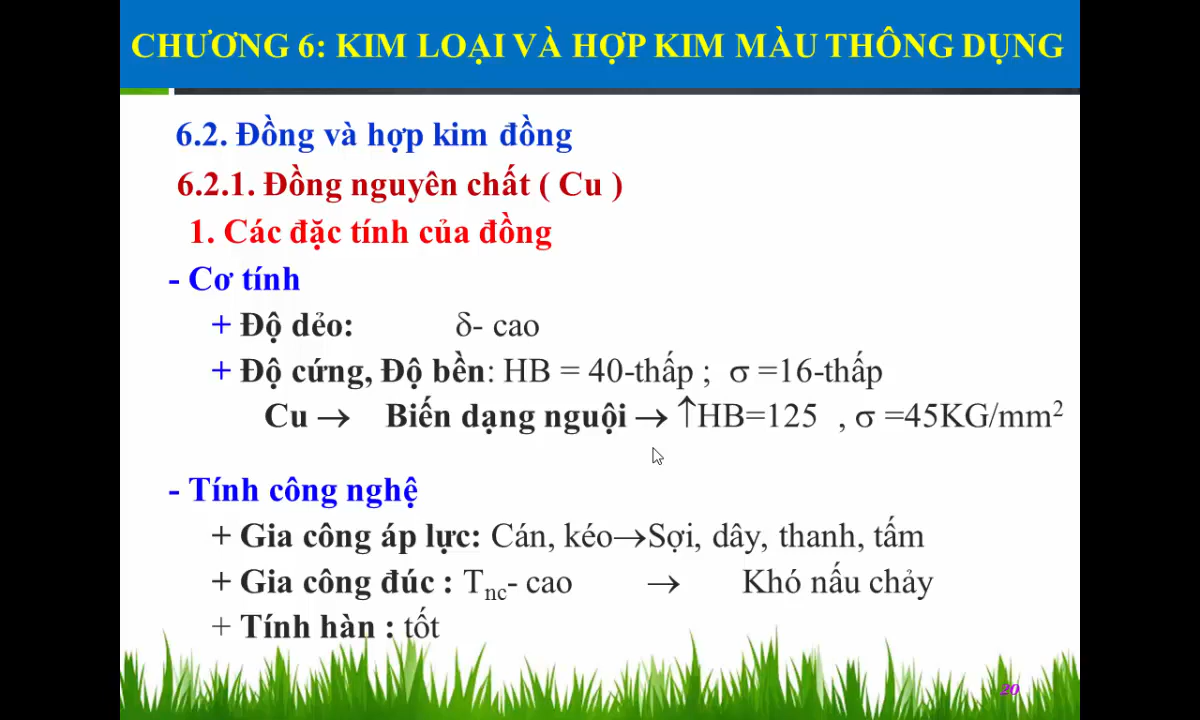 CHƯƠNG 6: KIM LOẠI VÀ HỢP KIM MÀU THÔNG DỤNG
6.2. Đồng và hợp kim đồng
6.2.1. Đồng nguyên chất ( Cu )
1. Các đặc tính của đồng
- Cơ tính
+ Độ dẻo: δ- cao
+ Độ cứng, Độ bền: HB = 40-thấp ; σ =16-thấp
Cu → Biến dạng nguội → ↑HB=125 , σ =45KG/mm²
- Tính công nghệ
+ Gia công áp lực: Cán, kéo→Sợi, dây, thanh, tấm
+ Gia công đúc : Tnc- cao → Khó nấu chảy
+ Tính hàn : tốt
20